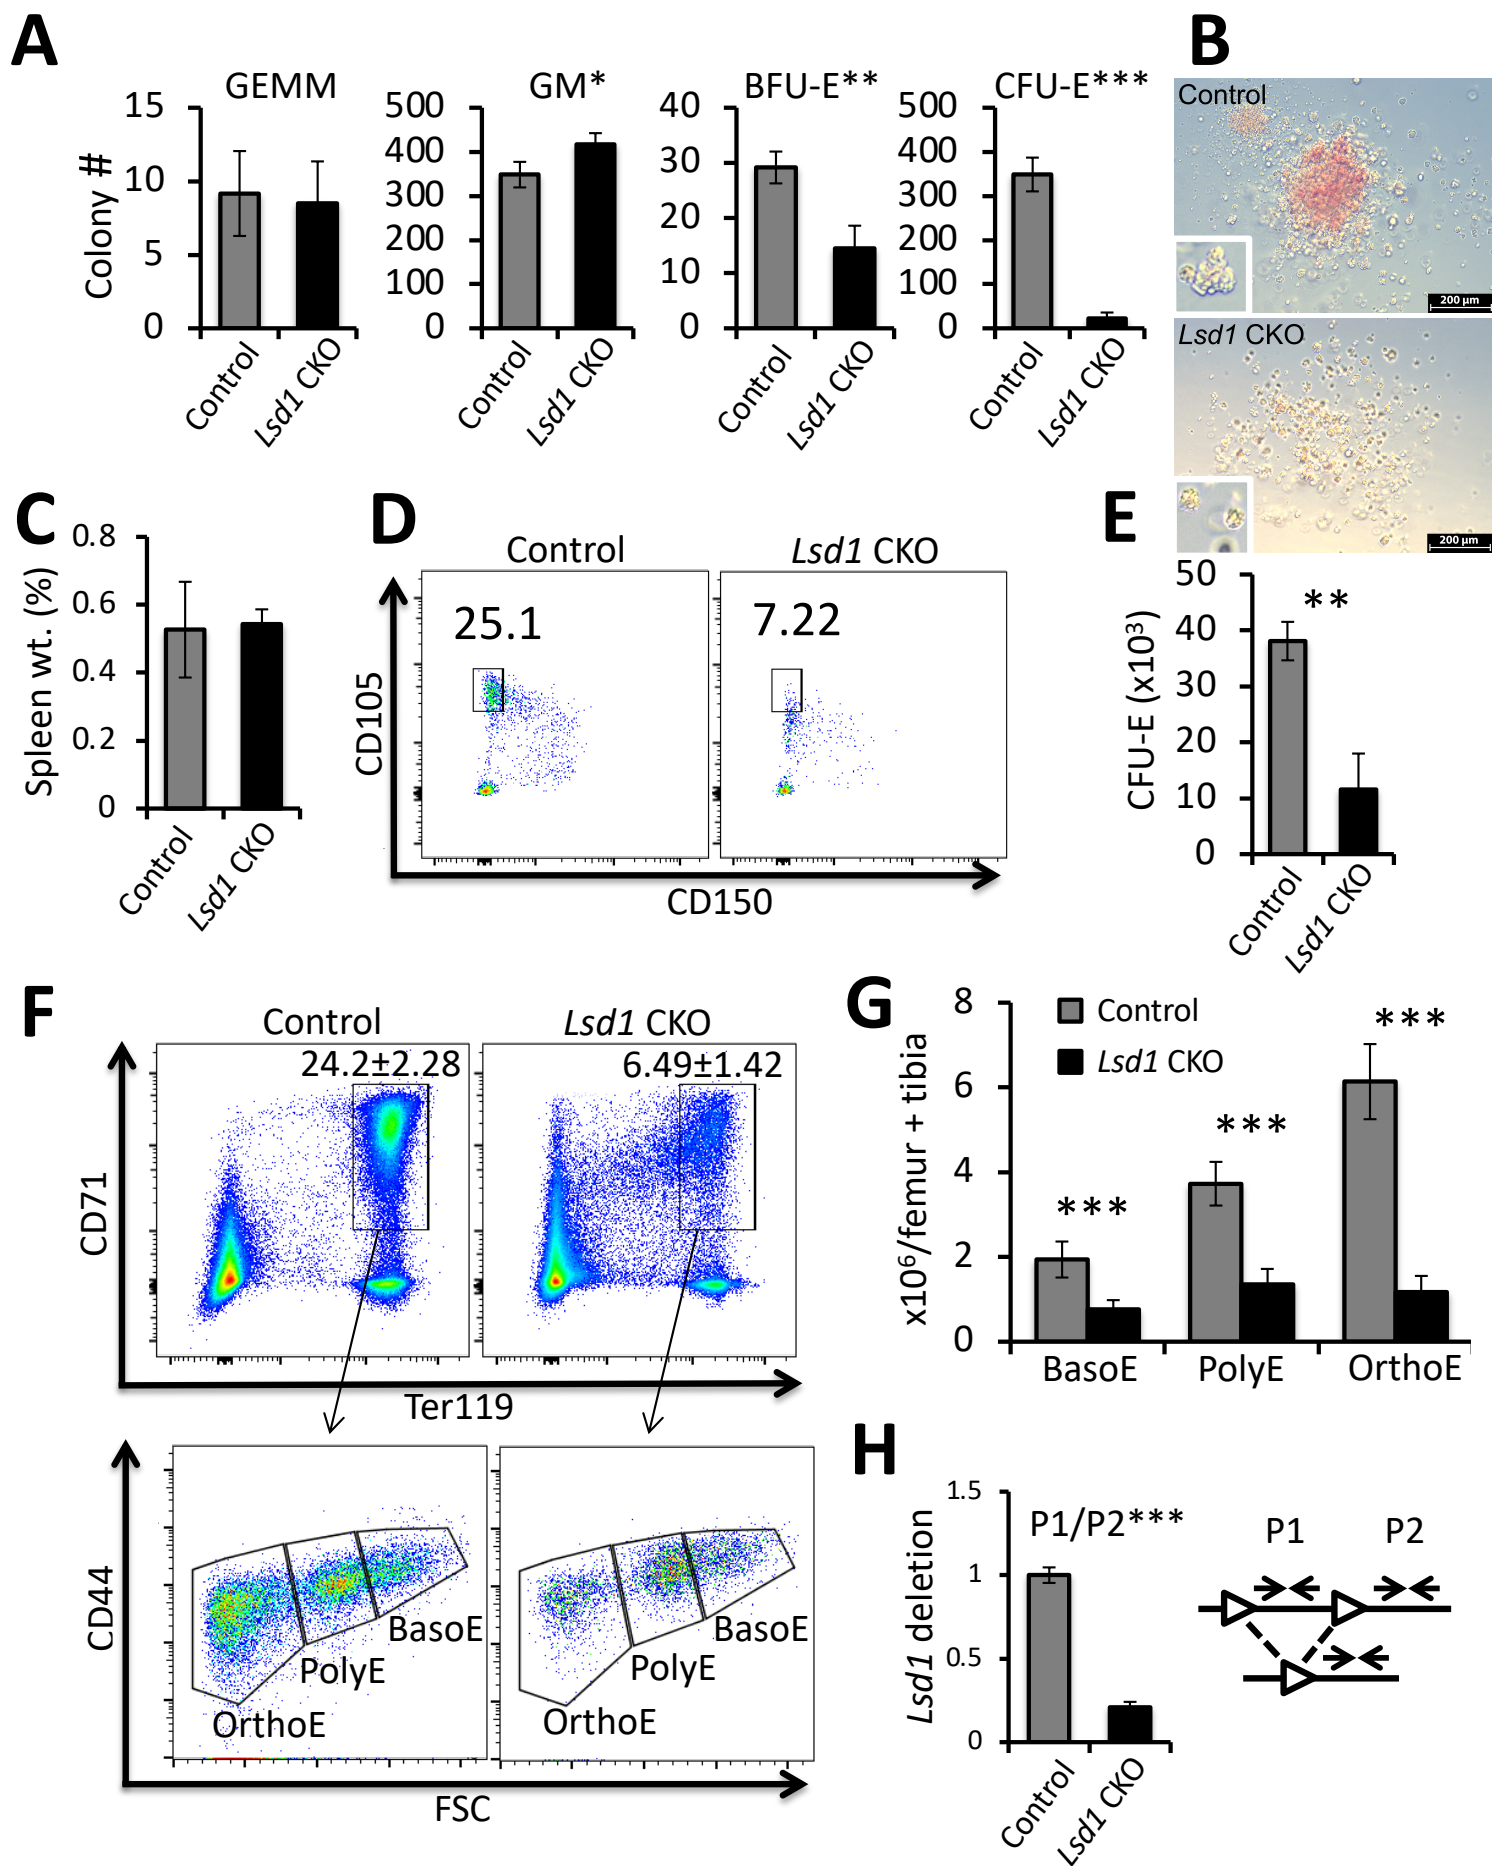 A
B
GEMM
GM*
BFU-E**
CFU-E***
Colony #
15
10
5
0
500
400
300
200
100
0
40
30
20
10
0
500
400
300
200
100
0
Control
Lsd1 CKO
Control
Lsd1 CKO
Control
Lsd1 CKO
Control
Lsd1 CKO
Control
200 µm
Lsd1 CKO
200 µm
C
Spleen wt. (%)
0.8
0.6
0.4
0.2
0
Control
Lsd1 CKO
D
Control
Lsd1 CKO
25.1
7.22
CD105
CD150
E
CFU-E (x10³)
50
40
30
20
10
0
**
Control
Lsd1 CKO
F
Control
Lsd1 CKO
24.2±2.28
6.49±1.42
CD71
Ter119
CD44
BasoE
PolyE
OrthoE
BasoE
PolyE
OrthoE
FSC
G
x10⁶/femur + tibia
8
6
4
2
0
Control
Lsd1 CKO
***
***
***
BasoE
PolyE
OrthoE
H
Lsd1 deletion
1.5
1
0.5
0
P1/P2***
Control
Lsd1 CKO
P1
P2